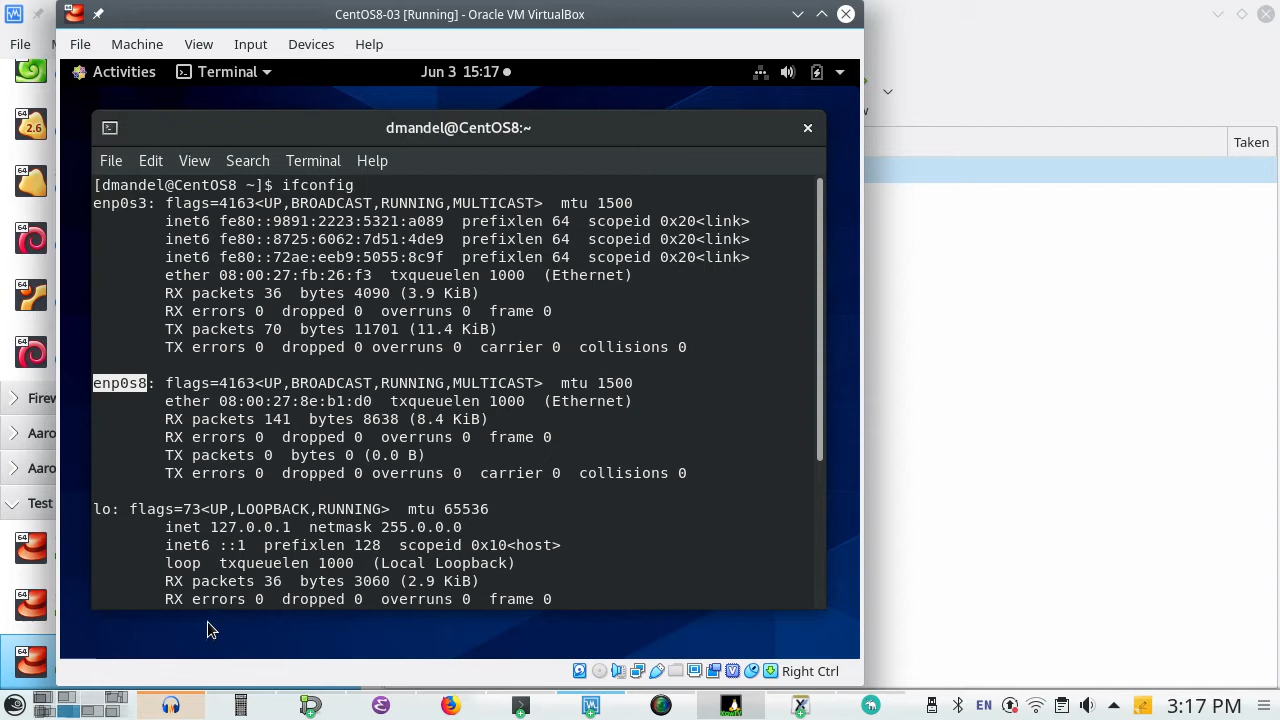 CentOS8-03 [Running] - Oracle VM VirtualBox
File
File Machine View Input Devices Help
Activities Terminal Jun 3 15:17
dmandel@CentOS8:~
File Edit View Search Terminal Help
Taken
[dmandel@CentOS8 ~]$ ifconfig
enp0s3: flags=4163<UP,BROADCAST,RUNNING,MULTICAST> mtu 1500
inet6 fe80::9891:2223:5321:a089 prefixlen 64 scopeid 0x20<link>
inet6 fe80::8725:6062:7d51:4de9 prefixlen 64 scopeid 0x20<link>
inet6 fe80::72ae:eeb9:5055:8c9f prefixlen 64 scopeid 0x20<link>
ether 08:00:27:fb:26:f3 txqueuelen 1000 (Ethernet)
RX packets 36 bytes 4090 (3.9 KiB)
RX errors 0 dropped 0 overruns 0 frame 0
TX packets 70 bytes 11701 (11.4 KiB)
TX errors 0 dropped 0 overruns 0 carrier 0 collisions 0
enp0s8: flags=4163<UP,BROADCAST,RUNNING,MULTICAST> mtu 1500
ether 08:00:27:8e:b1:d0 txqueuelen 1000 (Ethernet)
RX packets 141 bytes 8638 (8.4 KiB)
RX errors 0 dropped 0 overruns 0 frame 0
TX packets 0 bytes 0 (0.0 B)
TX errors 0 dropped 0 overruns 0 carrier 0 collisions 0
lo: flags=73<UP,LOOPBACK,RUNNING> mtu 65536
inet 127.0.0.1 netmask 255.0.0.0
inet6 ::1 prefixlen 128 scopeid 0x10<host>
loop txqueuelen 1000 (Local Loopback)
RX packets 36 bytes 3060 (2.9 KiB)
RX errors 0 dropped 0 overruns 0 frame 0
64
2.6
64
64
64
64
Firew
Aaro
Aaro
Test
64
64
64
Right Ctrl
EN 3:17 PM